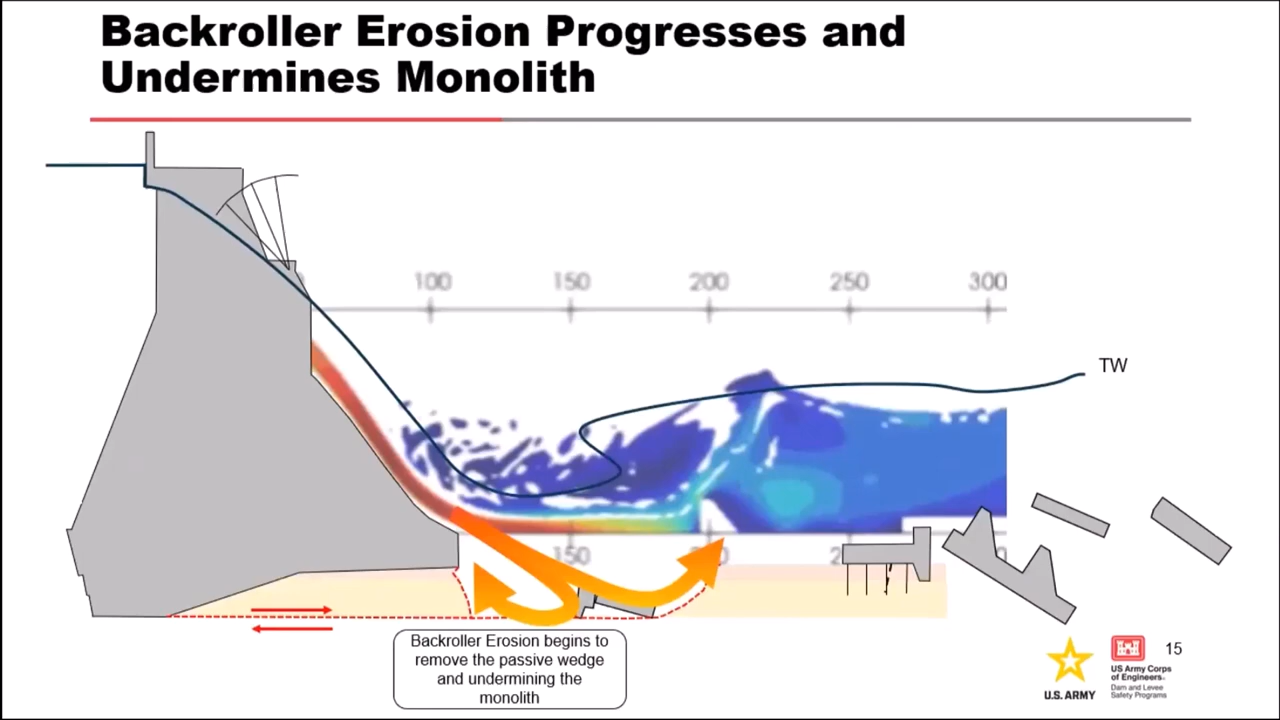 Backroller Erosion Progresses and
Undermines Monolith
100 150 200 250 300
TW
150
Backroller Erosion begins to
remove the passive wedge
and undermining the
monolith
U.S. ARMY
US Army Corps
of Engineers®
Dam and Levee
Safety Programs
15